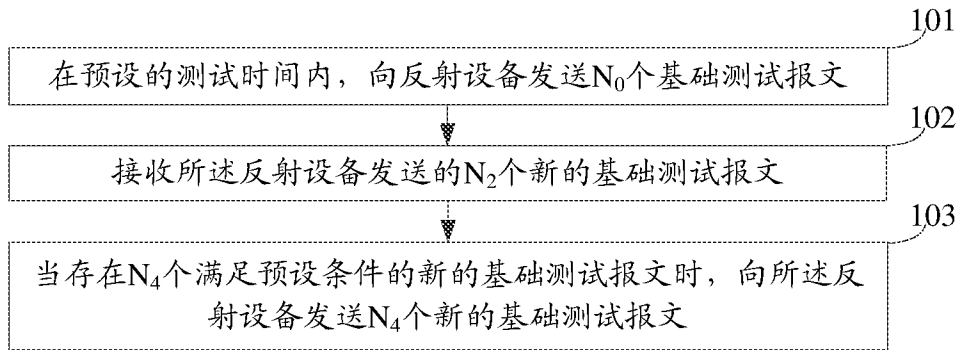 101
在预设的测试时间内，向反射设备发送N₀个基础测试报文
102
接收所述反射设备发送的N₂个新的基础测试报文
103
当存在N₄个满足预设条件的新的基础测试报文时，向所述反
射设备发送N₄个新的基础测试报文